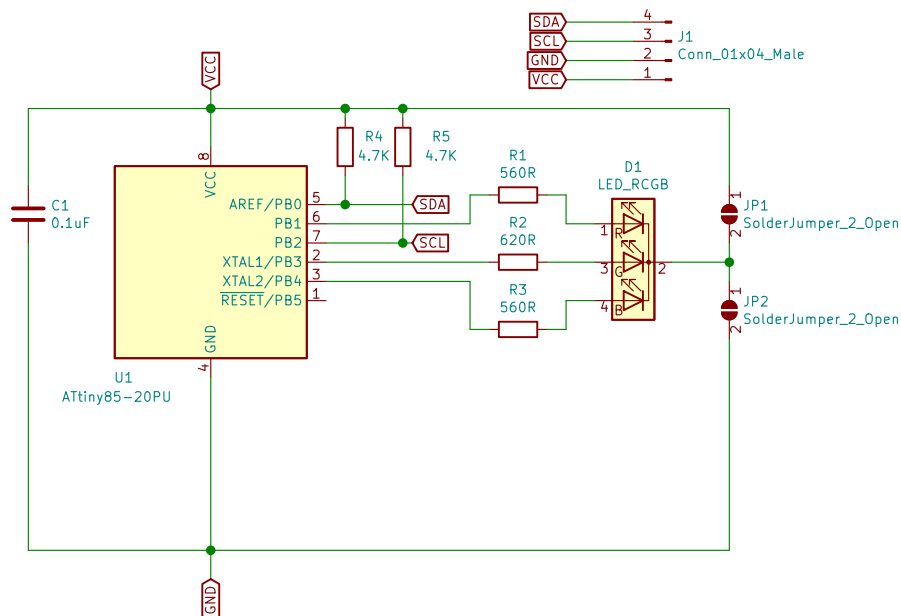 SDA 4
SCL 3
GND 2
VCC 1
J1
Conn_01x04_Male
VCC
R4
4.7K
R5
4.7K
8
VCC
R1
560R
D1
LED_RCGB
C1
0.1uF
AREF/PB0 5 SDA
PB1 6
PB2 7 SCL
XTAL1/PB3 2
XTAL2/PB4 3
RESET/PB5 1
R2
620R
R3
560R
1 R
3 G 2
4 B
1
JP1
SolderJumper_2_Open
2
1
JP2
SolderJumper_2_Open
2
GND
4
U1
ATtiny85-20PU
GND